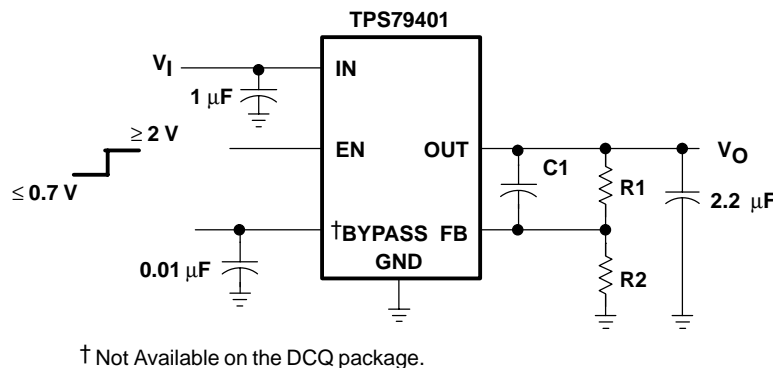 TPS79401
VI
IN
1 μF
≥ 2 V
EN
OUT
C1
VO
≤ 0.7 V
R1
2.2 μF
†BYPASS
FB
0.01 μF
GND
R2
† Not Available on the DCQ package.